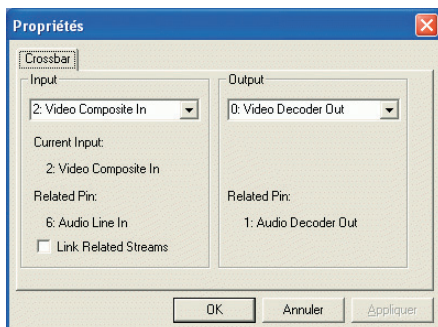 Propriétés
Crossbar
Input
2: Video Composite In
Current Input:
2: Video Composite In
Related Pin:
6: Audio Line In
Link Related Streams
Output
0: Video Decoder Out
Related Pin:
1: Audio Decoder Out
OK
Annuler
Appliquer